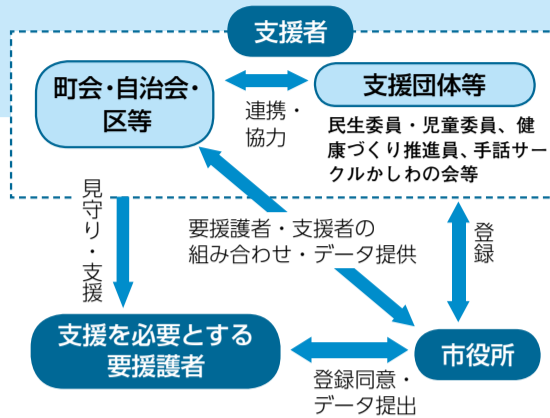 支援者
町会・自治会・
区等
連携・
協力
支援団体等
民生委員・児童委員、健
康づくり推進員、手話サー
クルかしわの会等
見守り・支援
要援護者・支援者の
組み合わせ・データ提供
登録
支援を必要とする
要援護者
登録同意・
データ提出
市役所